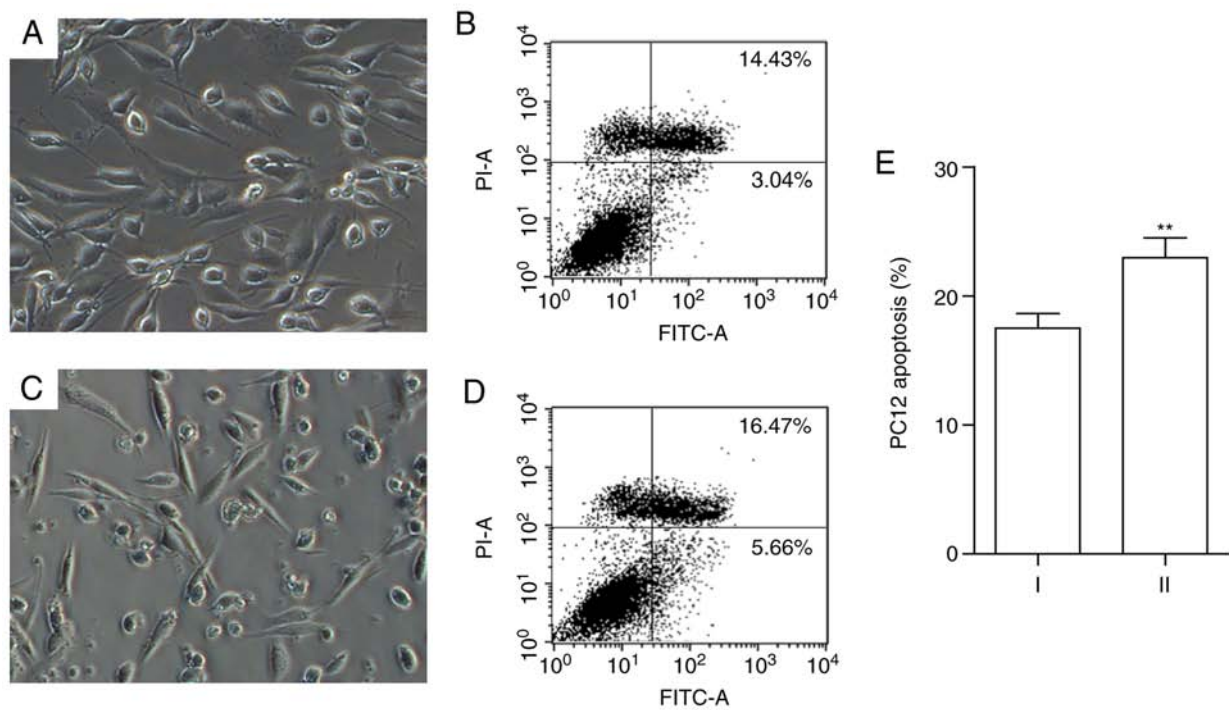 A
B
10⁴
10³
10²
10¹
10⁰
PI-A
14.43%
3.04%
10⁰ 10¹ 10² 10³ 10⁴
FITC-A
C
D
10⁴
10³
10²
10¹
10⁰
PI-A
16.47%
5.66%
10⁰ 10¹ 10² 10³ 10⁴
FITC-A
E
30
20
10
0
PC12 apoptosis (%)
**
I II